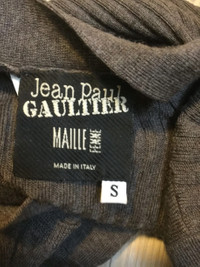 Jean Paul
GAULTIER
MAILLE FEMME
MADE IN ITALY
S